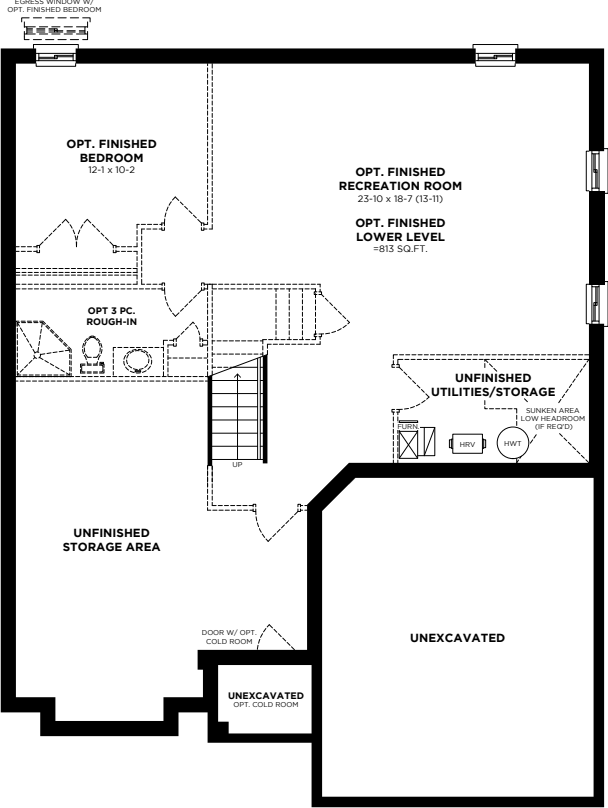 EGRESS WINDOW W/
OPT. FINISHED BEDROOM
OPT. FINISHED
BEDROOM
12-1 x 10-2
OPT. FINISHED
RECREATION ROOM
23-10 x 18-7 (13-11)
OPT. FINISHED
LOWER LEVEL
=813 SQ.FT.
OPT 3 PC.
ROUGH-IN
UNFINISHED
UTILITIES/STORAGE
SUNKEN AREA
LOW HEADROOM
(IF REQ'D)
FURN.
HRV
HWT
UP
UNFINISHED
STORAGE AREA
DOOR W/ OPT.
COLD ROOM
UNEXCAVATED
OPT. COLD ROOM
UNEXCAVATED